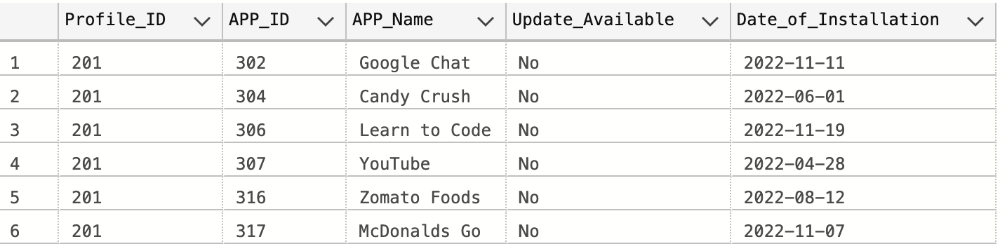 Profile_ID APP_ID APP_Name Update_Available Date_of_Installation
1 201 302 Google Chat No 2022-11-11
2 201 304 Candy Crush No 2022-06-01
3 201 306 Learn to Code No 2022-11-19
4 201 307 YouTube No 2022-04-28
5 201 316 Zomato Foods No 2022-08-12
6 201 317 McDonalds Go No 2022-11-07